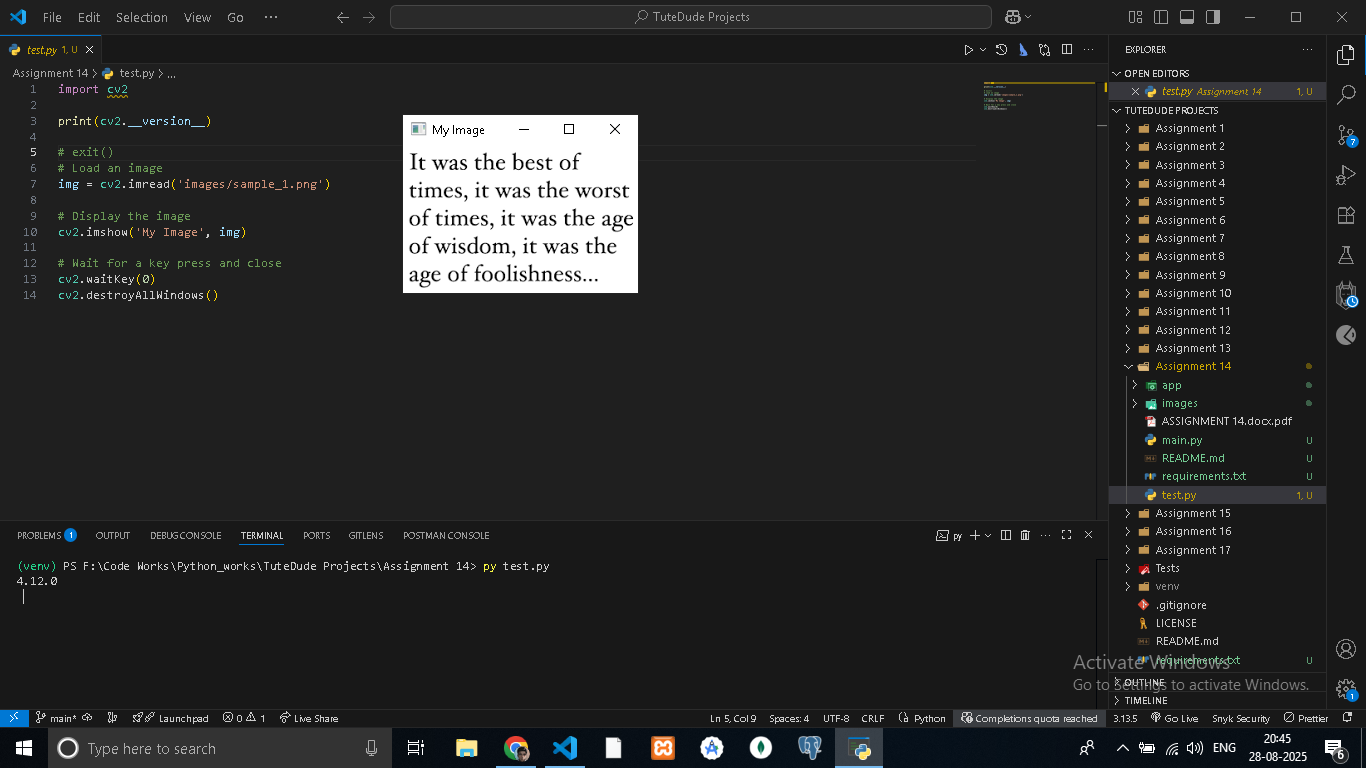 File Edit Selection View Go ··· TuteDude Projects
test.py 1, U
Assignment 14 > test.py > ...
1 import cv2
2
3 print(cv2.__version__)
4
5 # exit()
6 # Load an image
7 img = cv2.imread('images/sample_1.png')
8
9 # Display the image
10 cv2.imshow('My Image', img)
11
12 # Wait for a key press and close
13 cv2.waitKey(0)
14 cv2.destroyAllWindows()
My Image
It was the best of
times, it was the worst
of times, it was the age
of wisdom, it was the
age of foolishness...
EXPLORER
OPEN EDITORS
test.py Assignment 14 1, U
TUTEDUDE PROJECTS
Assignment 1
Assignment 2
Assignment 3
Assignment 4
Assignment 5
Assignment 6
Assignment 7
Assignment 8
Assignment 9
Assignment 10
Assignment 11
Assignment 12
Assignment 13
Assignment 14
app
images
ASSIGNMENT 14.docx.pdf
main.py U
README.md U
requirements.txt U
test.py 1, U
Assignment 15
Assignment 16
Assignment 17
Tests
venv
.gitignore
LICENSE
README.md
requirements.txt U
OUTLINE
TIMELINE
7
1
Activate Windows
Go to Settings to activate Windows.
PROBLEMS 1 OUTPUT DEBUG CONSOLE TERMINAL PORTS GITLENS POSTMAN CONSOLE
py
(venv) PS F:\Code Works\Python_works\TuteDude Projects\Assignment 14> py test.py
4.12.0
main* Launchpad 0 1 Live Share Ln 5, Col 9 Spaces: 4 UTF-8 CRLF Python Completions quota reached 3.13.5 Go Live Snyk Security Prettier
Type here to search
ENG
20:45
28-08-2025
6